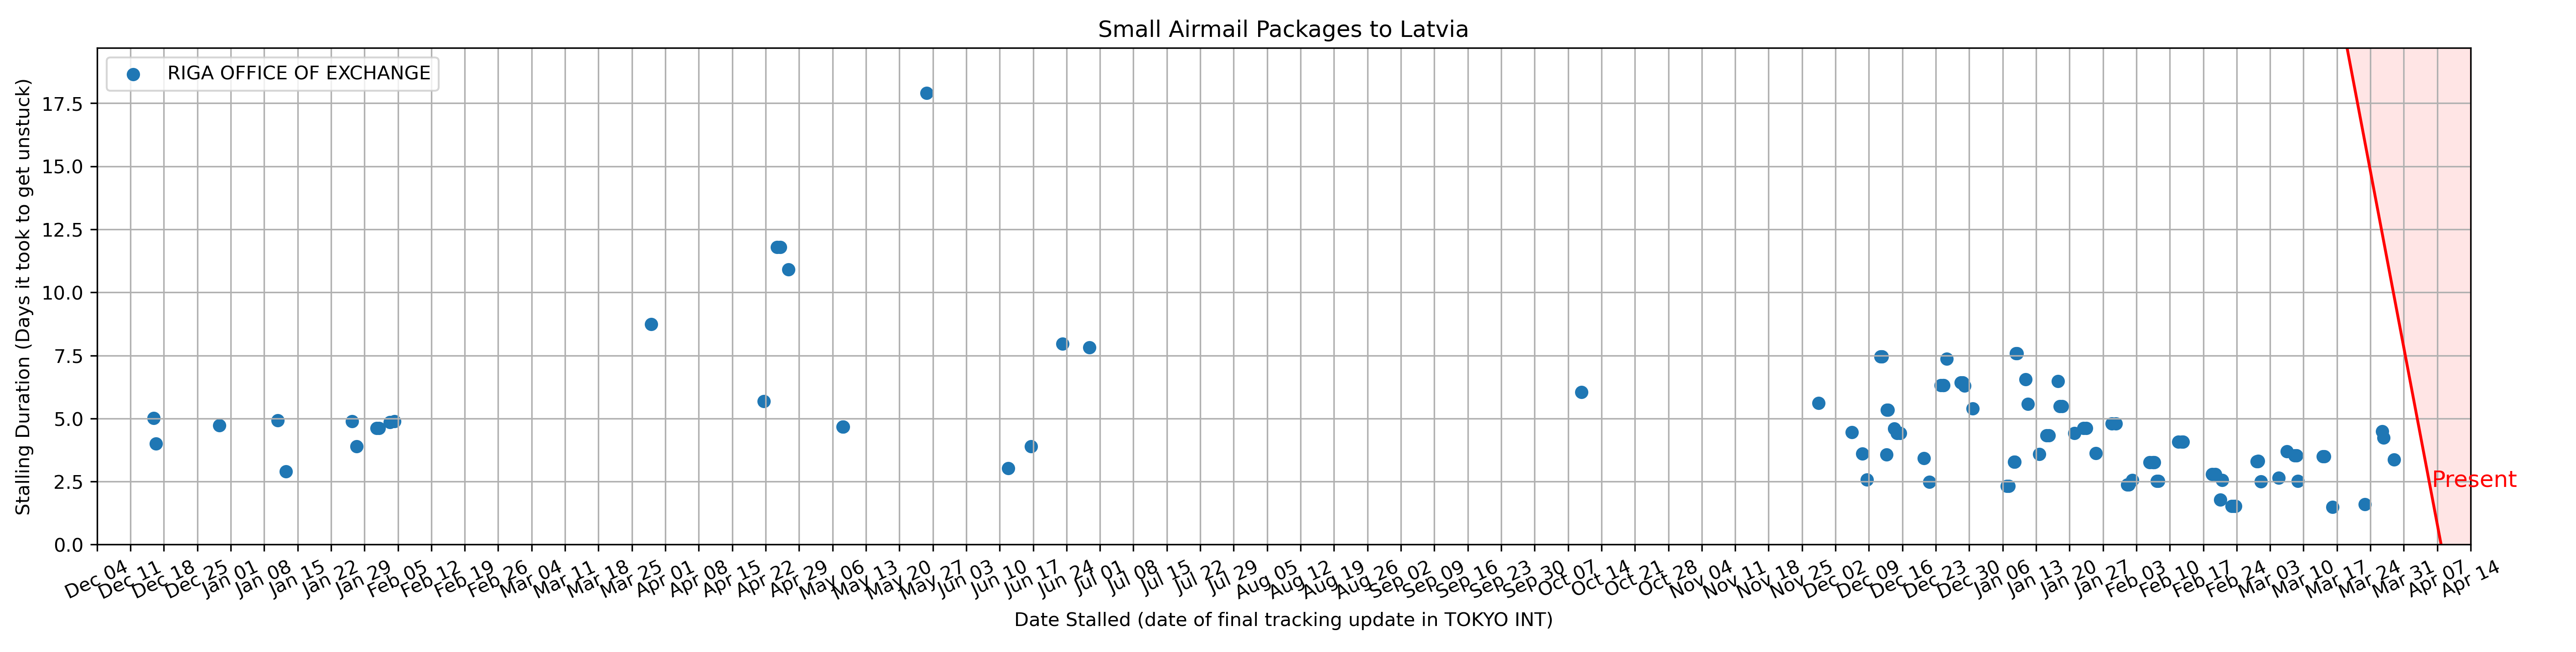 Small Airmail Packages to Latvia
RIGA OFFICE OF EXCHANGE
Stalling Duration (Days it took to get unstuck)
17.5
15.0
12.5
10.0
7.5
5.0
2.5
0.0
Present
Dec 04 Dec 11 Dec 18 Dec 25 Jan 01 Jan 08 Jan 15 Jan 22 Jan 29 Feb 05 Feb 12 Feb 19 Feb 26 Mar 04 Mar 11 Mar 18 Mar 25 Apr 01 Apr 08 Apr 15 Apr 22 Apr 29 May 06 May 13 May 20 May 27 Jun 03 Jun 10 Jun 17 Jun 24 Jul 01 Jul 08 Jul 15 Jul 22 Jul 29 Aug 05 Aug 12 Aug 19 Aug 26 Sep 02 Sep 09 Sep 16 Sep 23 Sep 30 Oct 07 Oct 14 Oct 21 Oct 28 Nov 04 Nov 11 Nov 18 Nov 25 Dec 02 Dec 09 Dec 16 Dec 23 Dec 30 Jan 06 Jan 13 Jan 20 Jan 27 Feb 03 Feb 10 Feb 17 Feb 24 Mar 03 Mar 10 Mar 17 Mar 24 Mar 31 Apr 07 Apr 14
Date Stalled (date of final tracking update in TOKYO INT)